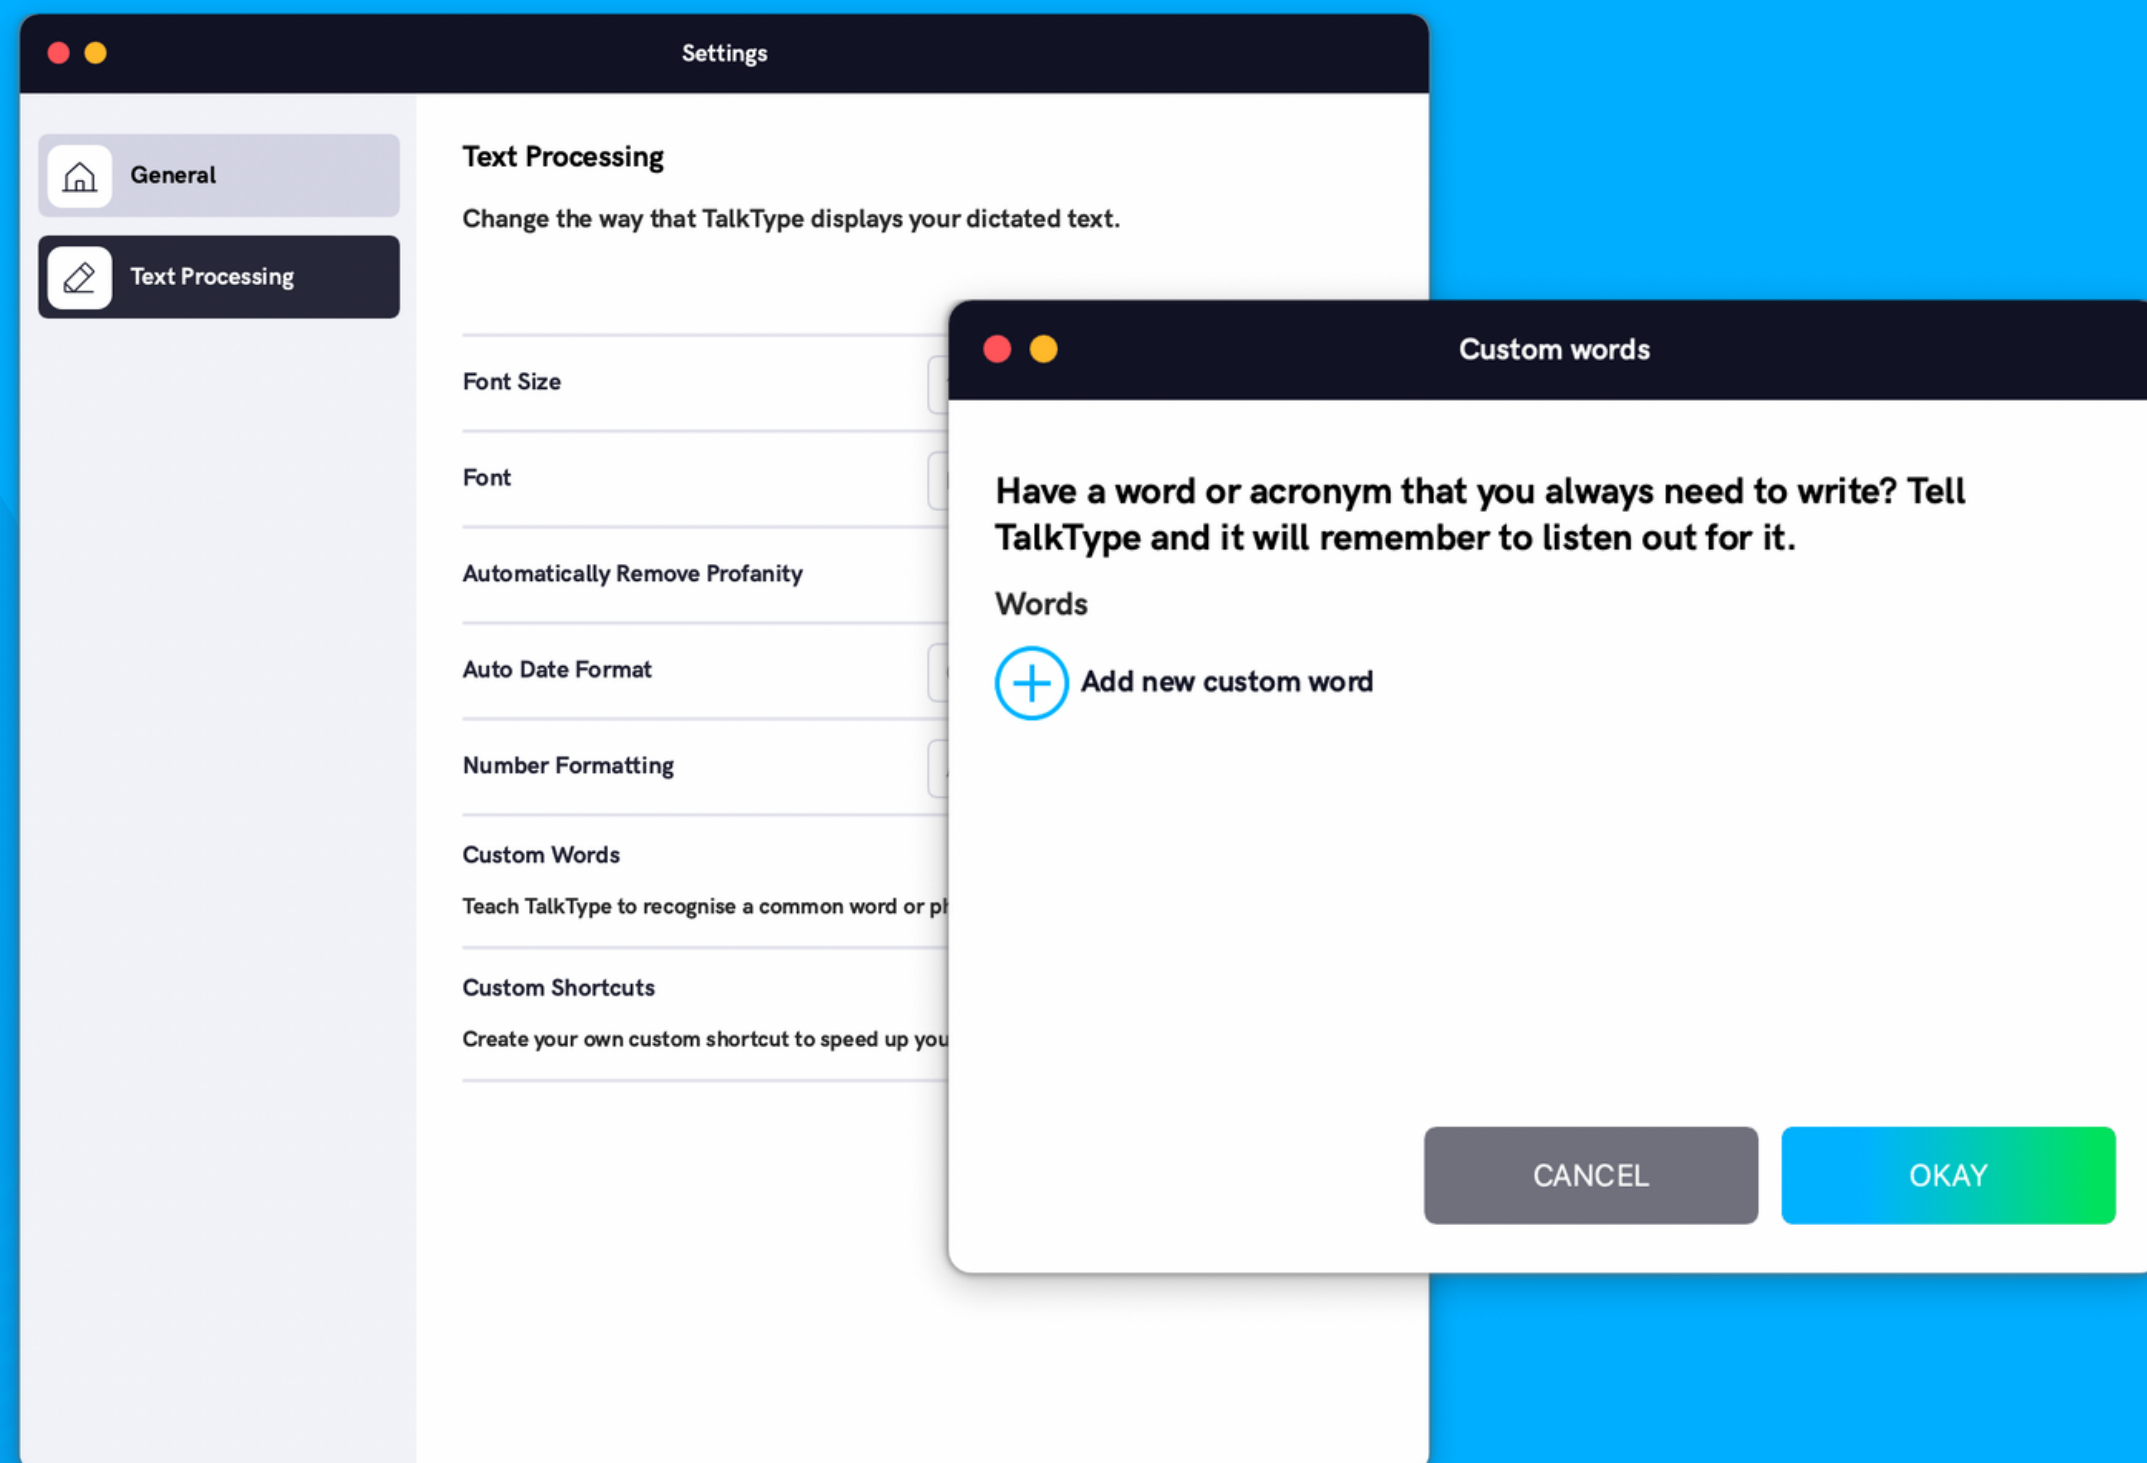 Settings
General
Text Processing
Text Processing
Change the way that TalkType displays your dictated text.
Font Size
Font
Automatically Remove Profanity
Auto Date Format
Number Formatting
Custom Words
Teach TalkType to recognise a common word or
Custom Shortcuts
Create your own custom shortcut to speed up
Custom words
Have a word or acronym that you always need to write? Tell
TalkType and it will remember to listen out for it.
Words
Add new custom word
CANCEL
OKAY